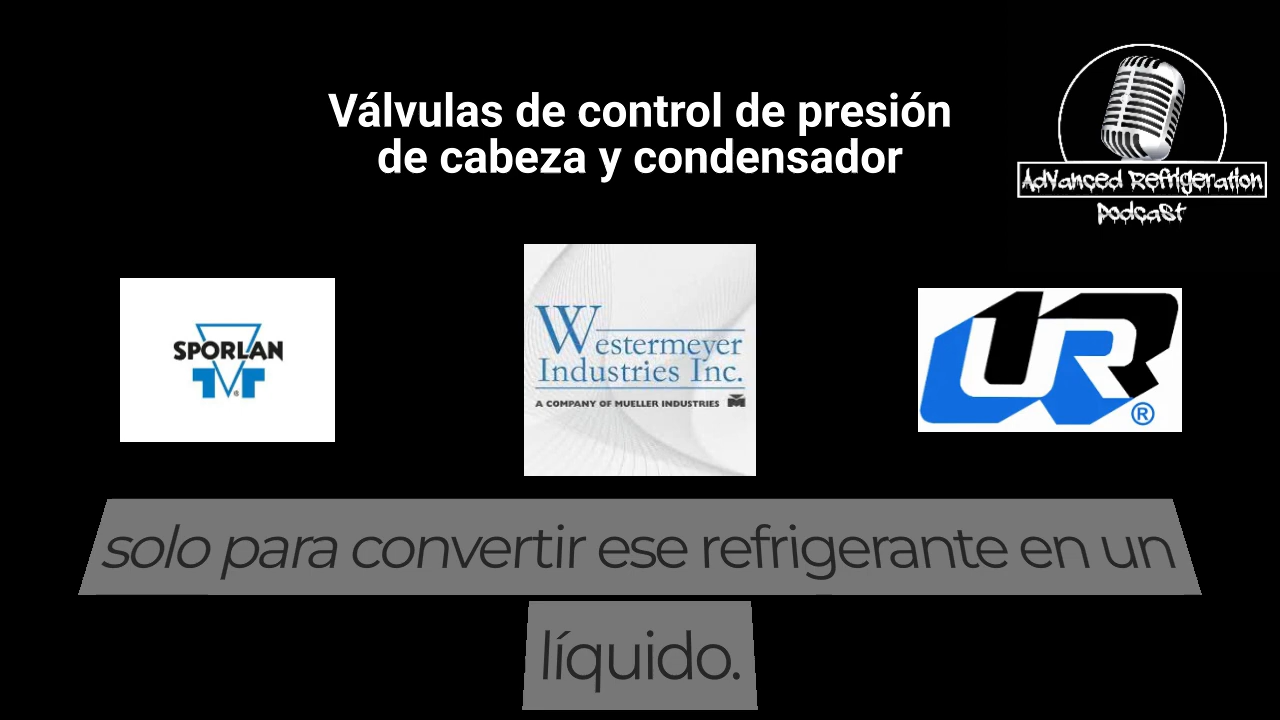 Válvulas de control de presión
de cabeza y condensador
AdVanced Refrigeration
Podcast
SPORLAN
®
Westermeyer
Industries Inc.
A COMPANY OF MUELLER INDUSTRIES
UR
®
solo para convertir ese refrigerante en un
líquido.